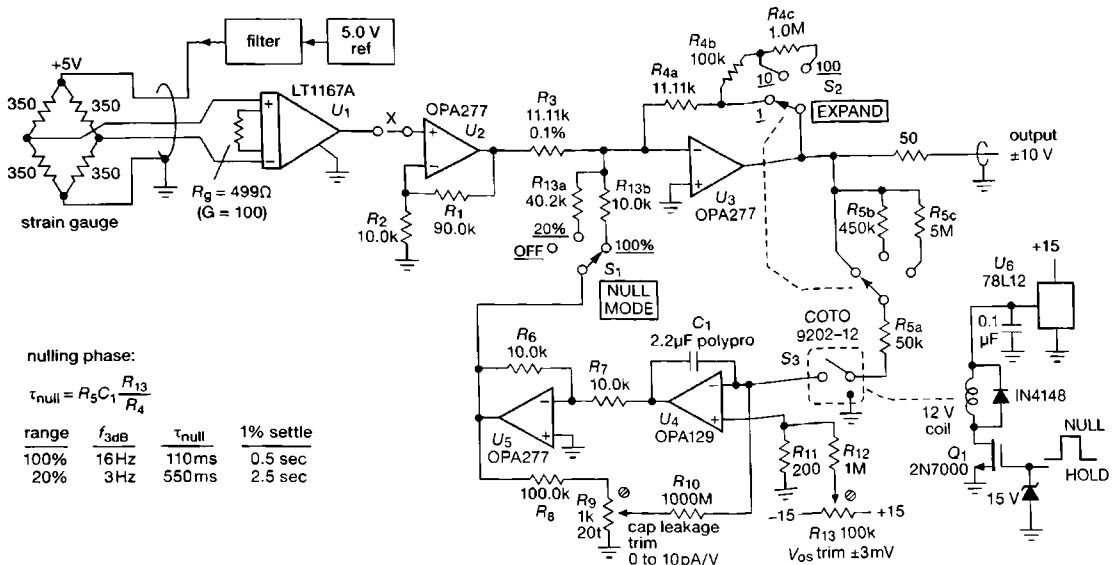 filter
5.0 V
ref
+5V
350
350
350
350
strain gauge
Rg = 499Ω
(G = 100)
LT1167A
U1
+
−
X
OPA277
U2
+
−
R2
10.0k
R1
90.0k
R3
11.11k
0.1%
R13a
40.2k
R13b
10.0k
20%
OFF
100%
S1
NULL
MODE
R4a
11.11k
R4b
100k
R4c
1.0M
1
10
100
S2
EXPAND
−
+
U3
OPA277
50
output
±10 V
R5b
450k
R5c
5M
R5a
50k
COTO
9202–12
S3
C1
2.2µF polypro
R6
10.0k
R7
10.0k
−
+
U4
OPA129
−
+
U5
OPA277
R8
100.0k
R9
1k
20t
R10
1000M
cap leakage
trim
0 to 10pA/V
R11
200
R12
1M
−15
+15
R13 100k
VOS trim ±3mV
+15
U6
78L12
0.1
µF
IN4148
12 V
coil
Q1
2N7000
15 V
NULL
HOLD
nulling phase:
τnull = R5C1 R13/R4
range f3dB τnull 1% settle
100% 16Hz 110ms 0.5 sec
20% 3Hz 550ms 2.5 sec